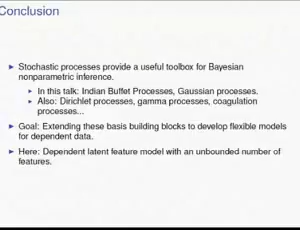 Conclusion
Stochastic processes provide a useful toolbox for Bayesian
nonparametric inference.
In this talk: Indian Buffet Processes, Gaussian processes.
Also: Dirichlet processes, gamma processes, coagulation
processes...
Goal: Extending these basis building blocks to develop flexible models
for dependent data.
Here: Dependent latent feature model with an unbounded number of
features.